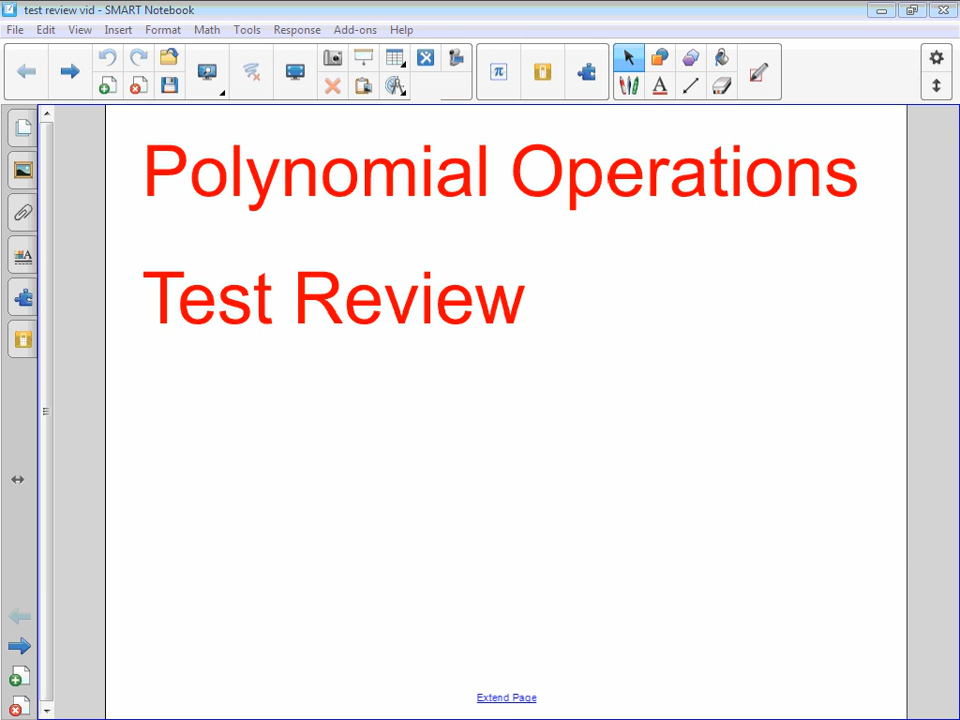 test review vid - SMART Notebook
File Edit View Insert Format Math Tools Response Add-ons Help
π A
Polynomial Operations
Test Review
Extend Page